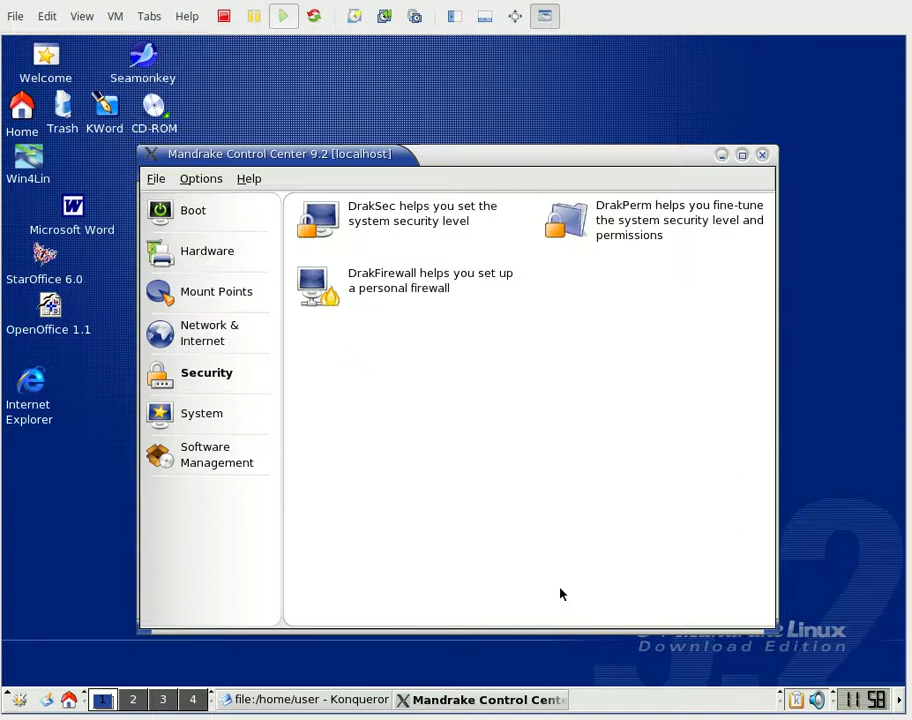 File Edit View VM Tabs Help
Welcome
Seamonkey
Home
Trash
KWord
CD-ROM
Win4Lin
Microsoft Word
StarOffice 6.0
OpenOffice 1.1
Internet
Explorer
Mandrake Control Center 9.2 [localhost]
File Options Help
Boot
Hardware
Mount Points
Network &
Internet
Security
System
Software
Management
DrakSec helps you set the
system security level
DrakPerm helps you fine-tune
the system security level and
permissions
DrakFirewall helps you set up
a personal firewall
Linux
Download Edition
1 2 3 4
file:/home/user - Konqueror
Mandrake Control Cente
11 58